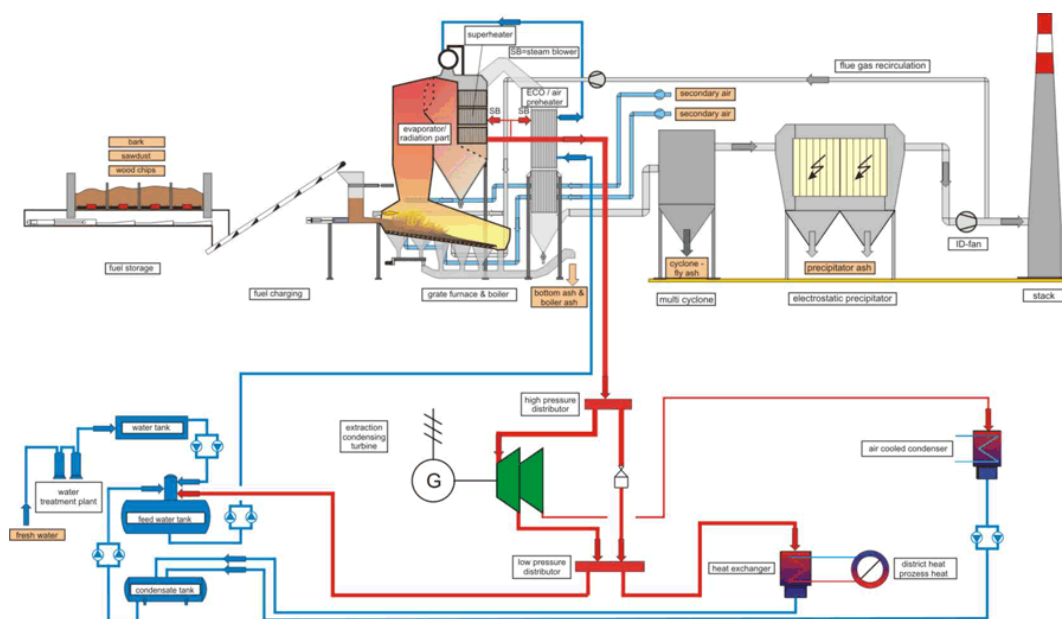 superheater
SB=steam blower
flue gas recirculation
ECO / air
preheater
secondary air
secondary air
SB
SB
evaporator/
radiation part
bark
sawdust
wood chips
fuel storage
fuel charging
grate furnace & boiler
bottom ash &
boiler ash
cyclone -
fly ash
multi cyclone
precipitator ash
electrostatic precipitator
ID-fan
stack
high pressure
distributor
extraction
condensing
turbine
G
air cooled condenser
water tank
water
treatment plant
feed water tank
fresh water
condensate tank
low pressure
distributor
heat exchanger
district heat
prozess heat